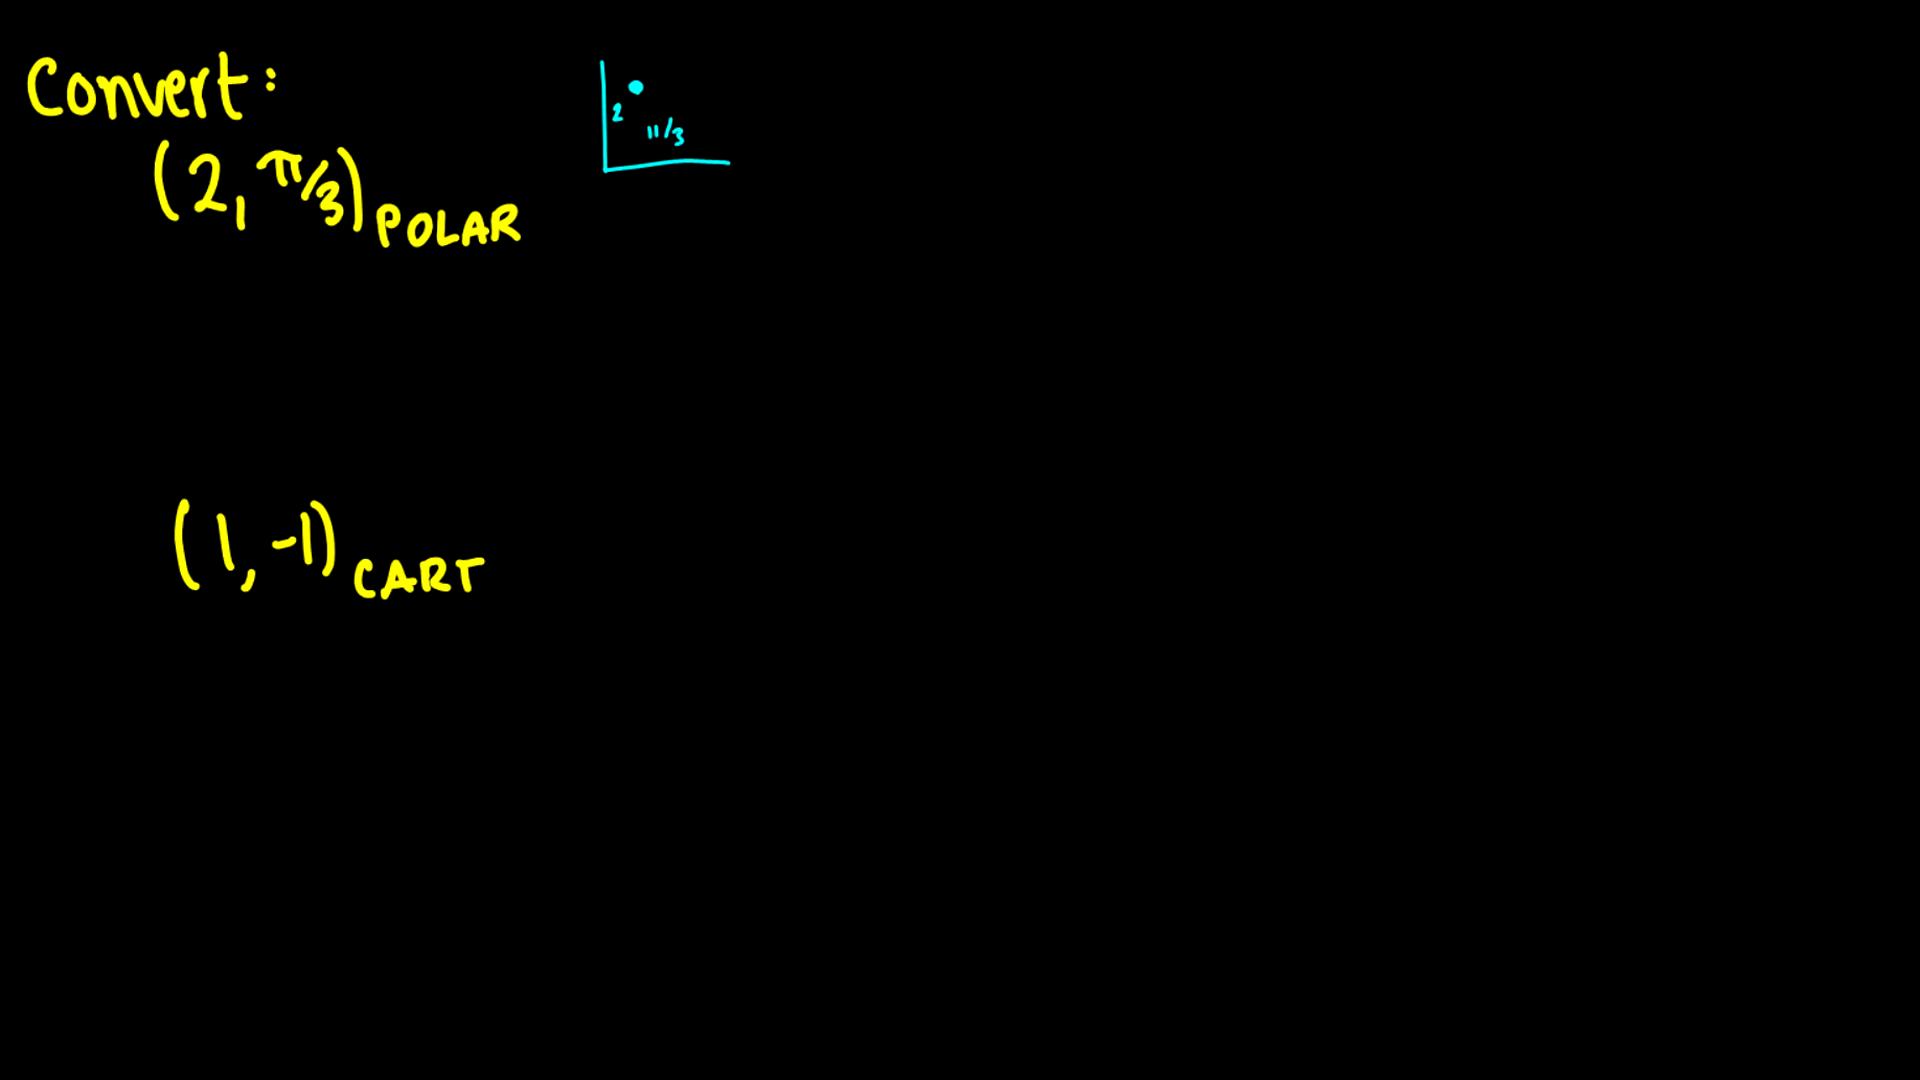 Convert:
(2, π/3) POLAR
2
π/3
(1, -1) CART